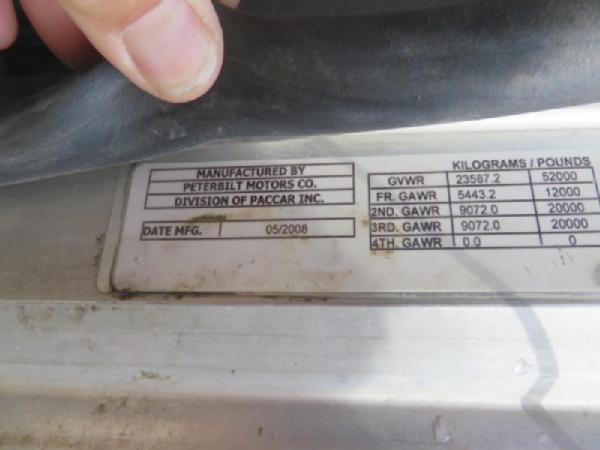 MANUFACTURED BY
PETERBILT MOTORS CO.
DIVISION OF PACCAR INC.
DATE MFG. 05/2008
KILOGRAMS / POUNDS
GVWR 23587.2 52000
FR. GAWR 5443.2 12000
2ND. GAWR 9072.0 20000
3RD. GAWR 9072.0 20000
4TH. GAWR 0.0 0